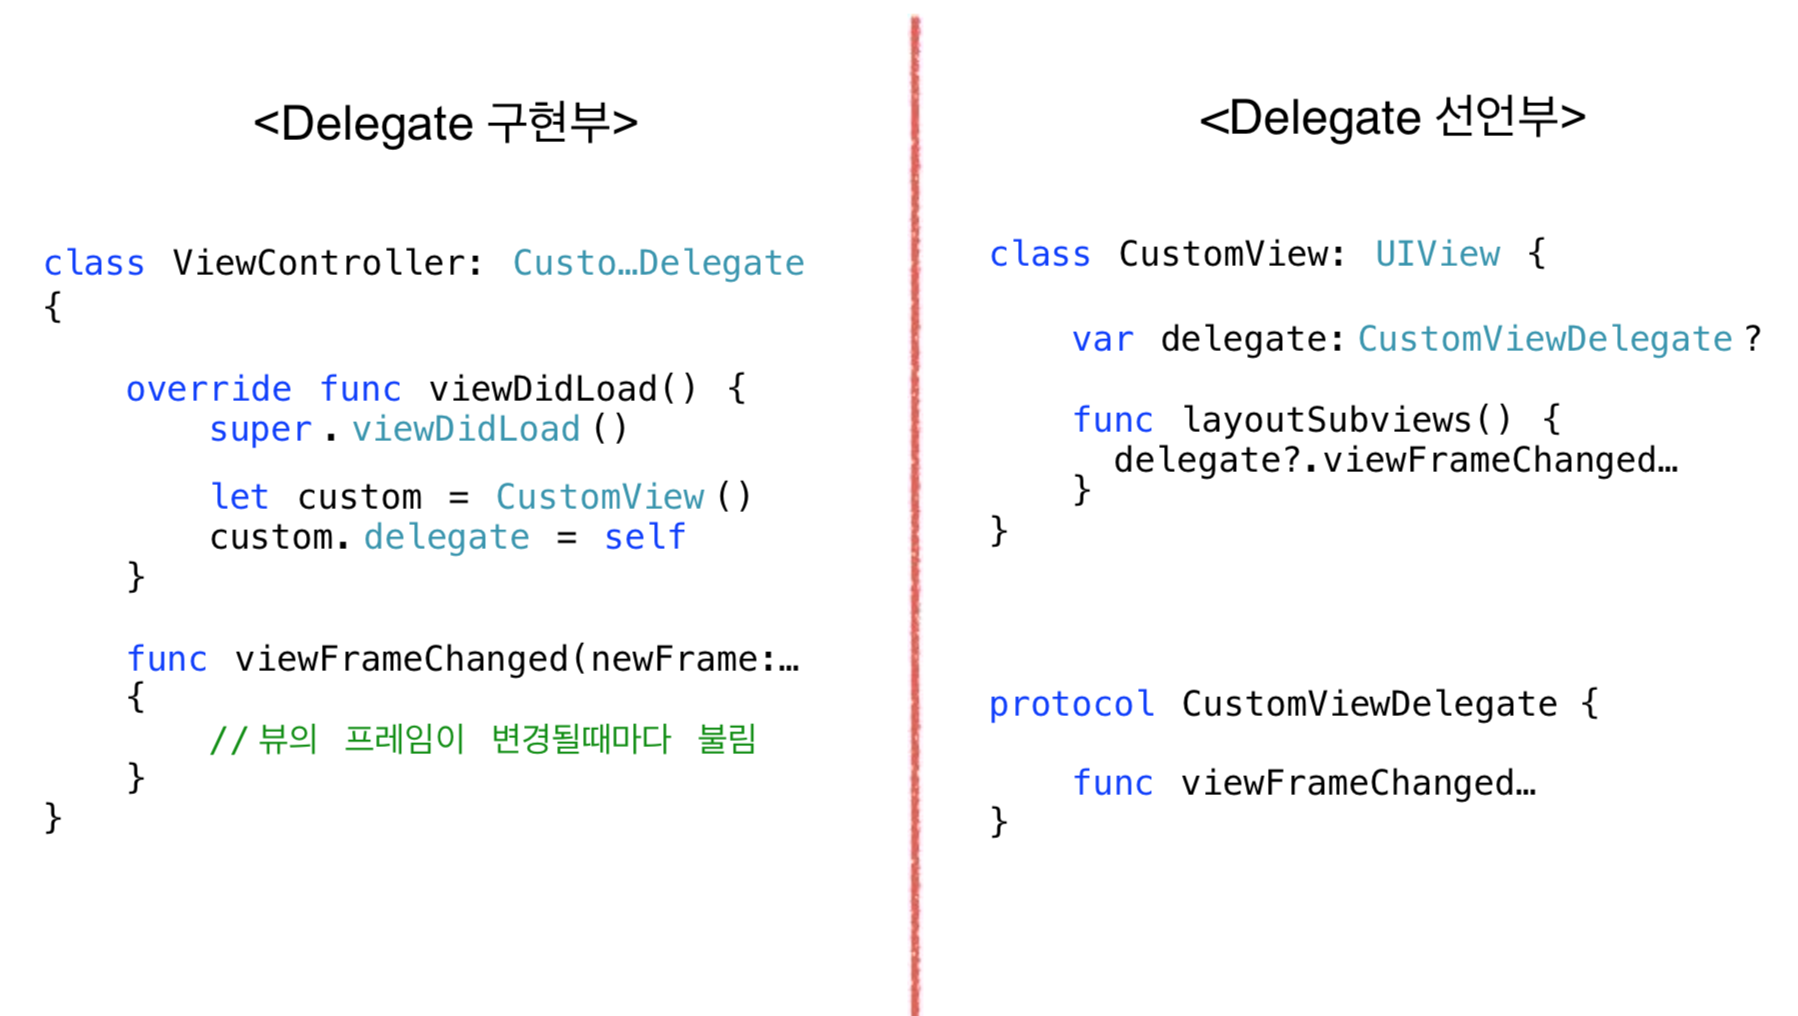 <Delegate 구현부>
class ViewController: Custo…Delegate
{
override func viewDidLoad() {
super.viewDidLoad()
let custom = CustomView()
custom.delegate = self
}
func viewFrameChanged(newFrame:…
{
//뷰의 프레임이 변경될때마다 불림
}
}
<Delegate 선언부>
class CustomView: UIView {
var delegate:CustomViewDelegate?
func layoutSubviews() {
delegate?.viewFrameChanged…
}
}
protocol CustomViewDelegate {
func viewFrameChanged…
}